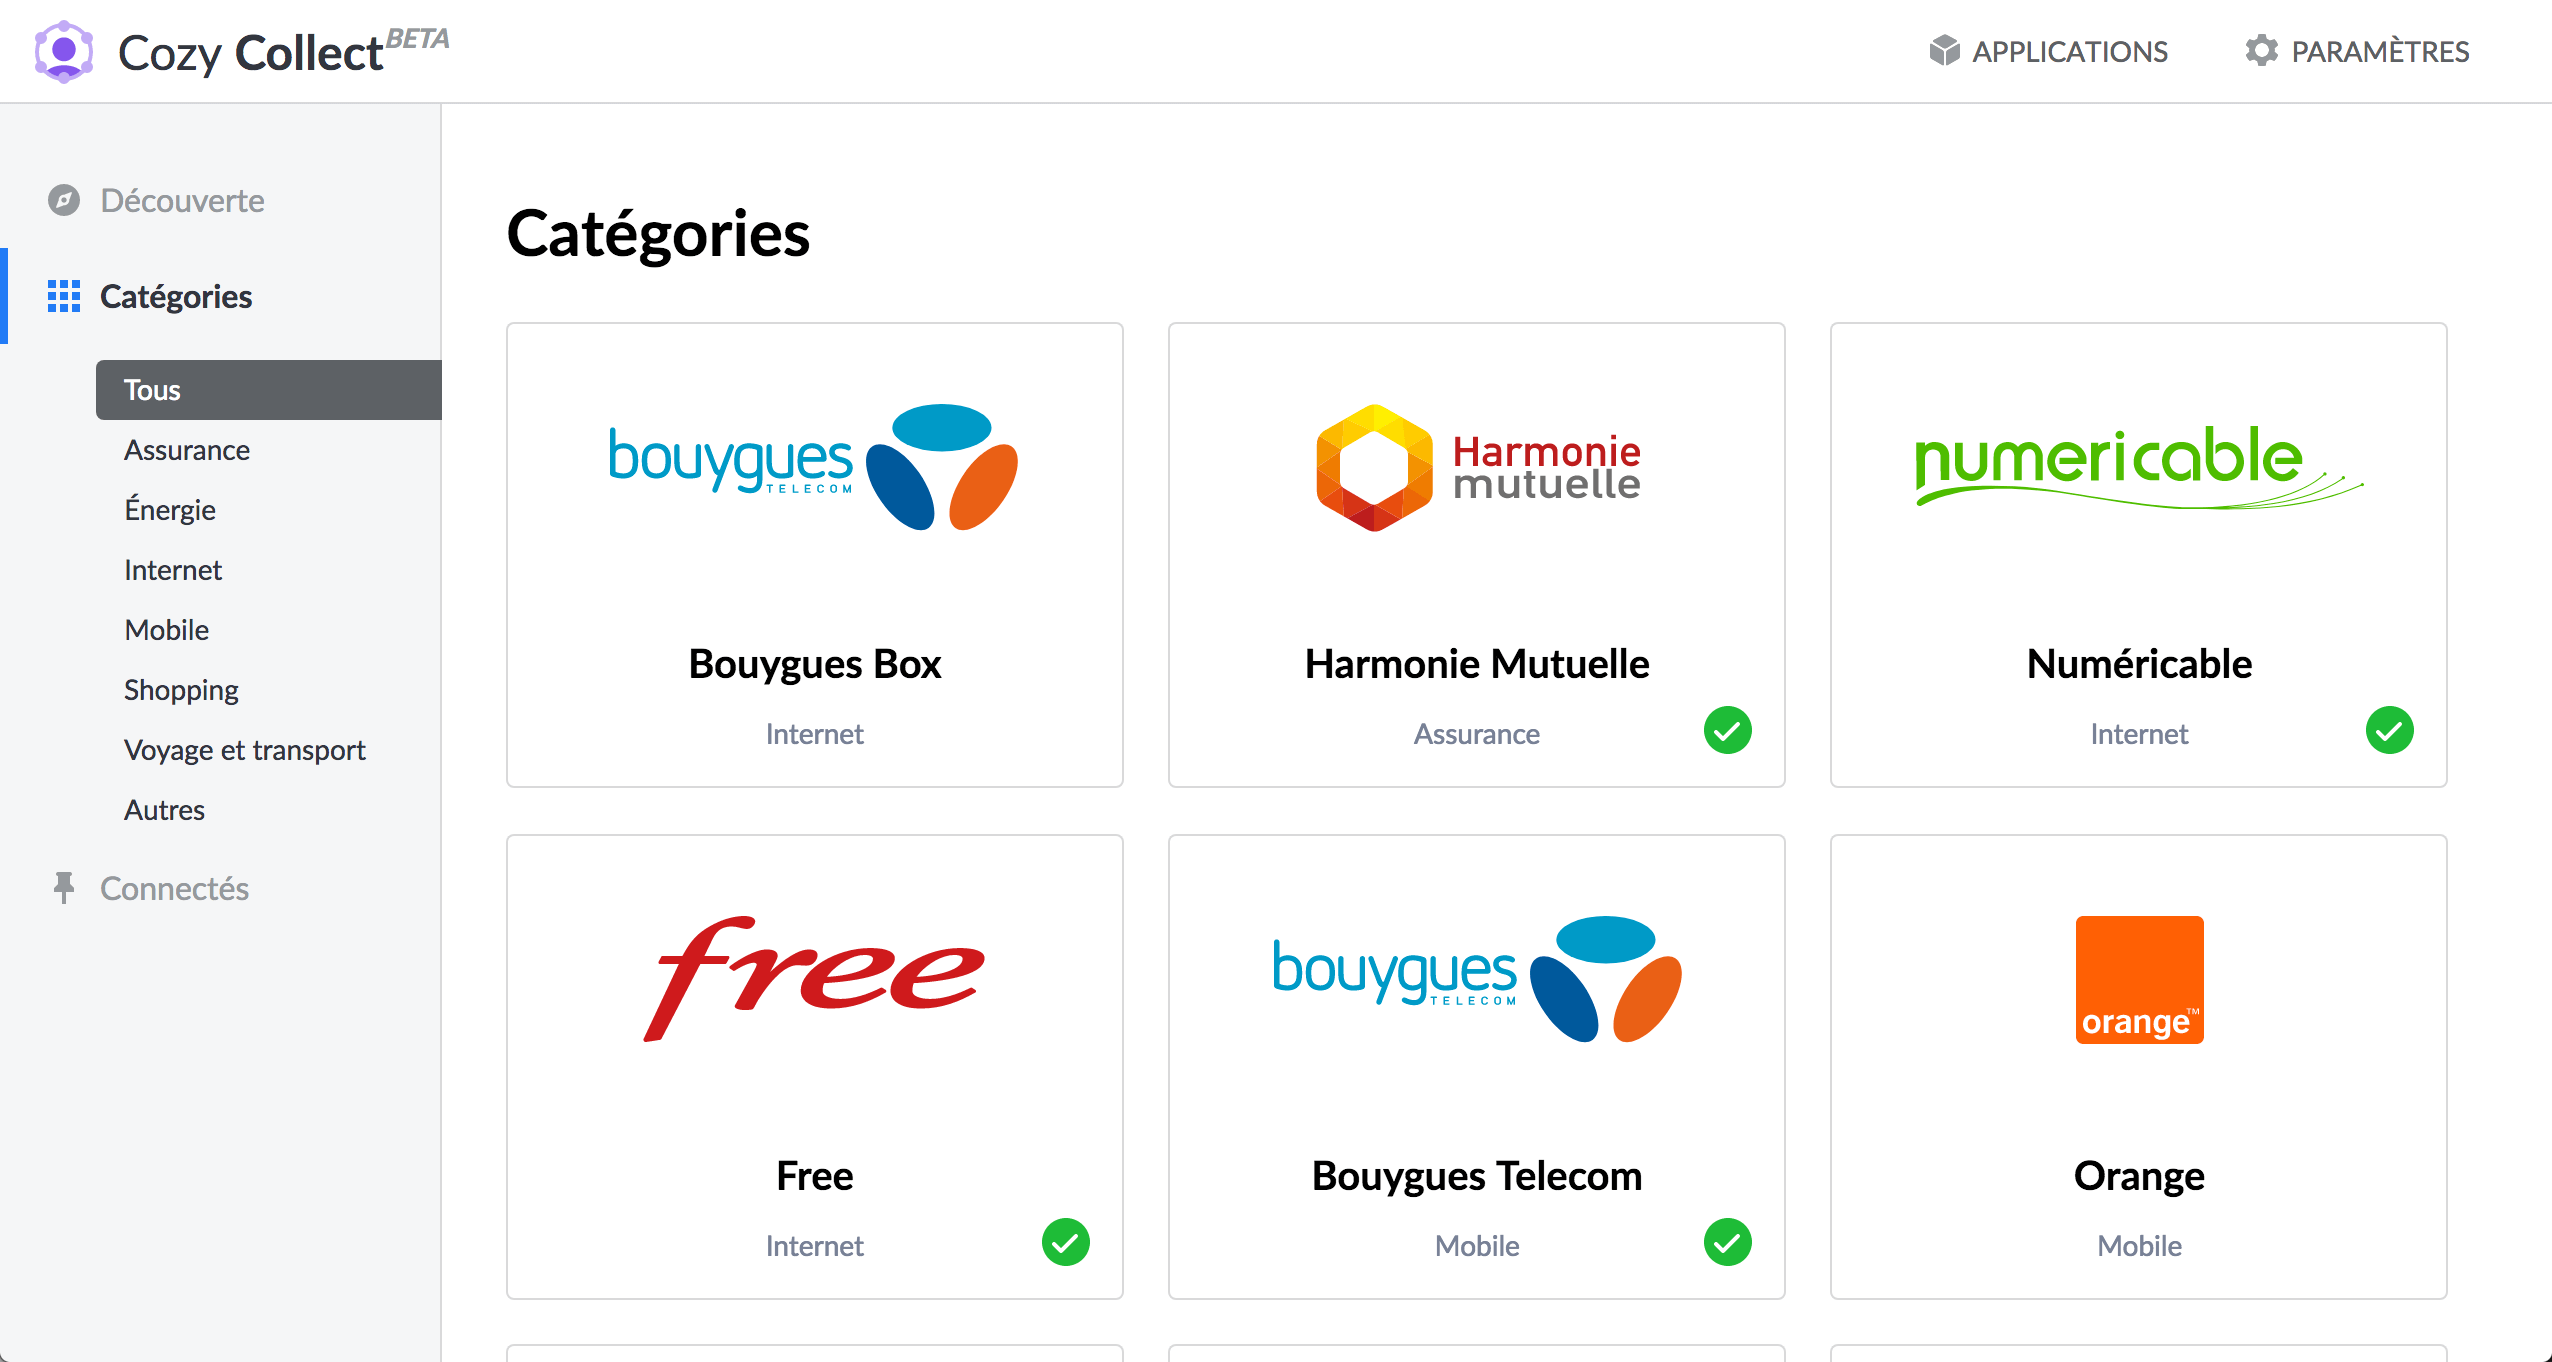 Cozy Collect BETA
APPLICATIONS
PARAMÈTRES
Découverte
Catégories
Tous
Assurance
Énergie
Internet
Mobile
Shopping
Voyage et transport
Autres
Connectés
Catégories
bouygues
TELECOM
Bouygues Box
Internet
Harmonie
mutuelle
Harmonie Mutuelle
Assurance
numericable
Numéricable
Internet
free
Free
Internet
bouygues
TELECOM
Bouygues Telecom
Mobile
orange™
Orange
Mobile